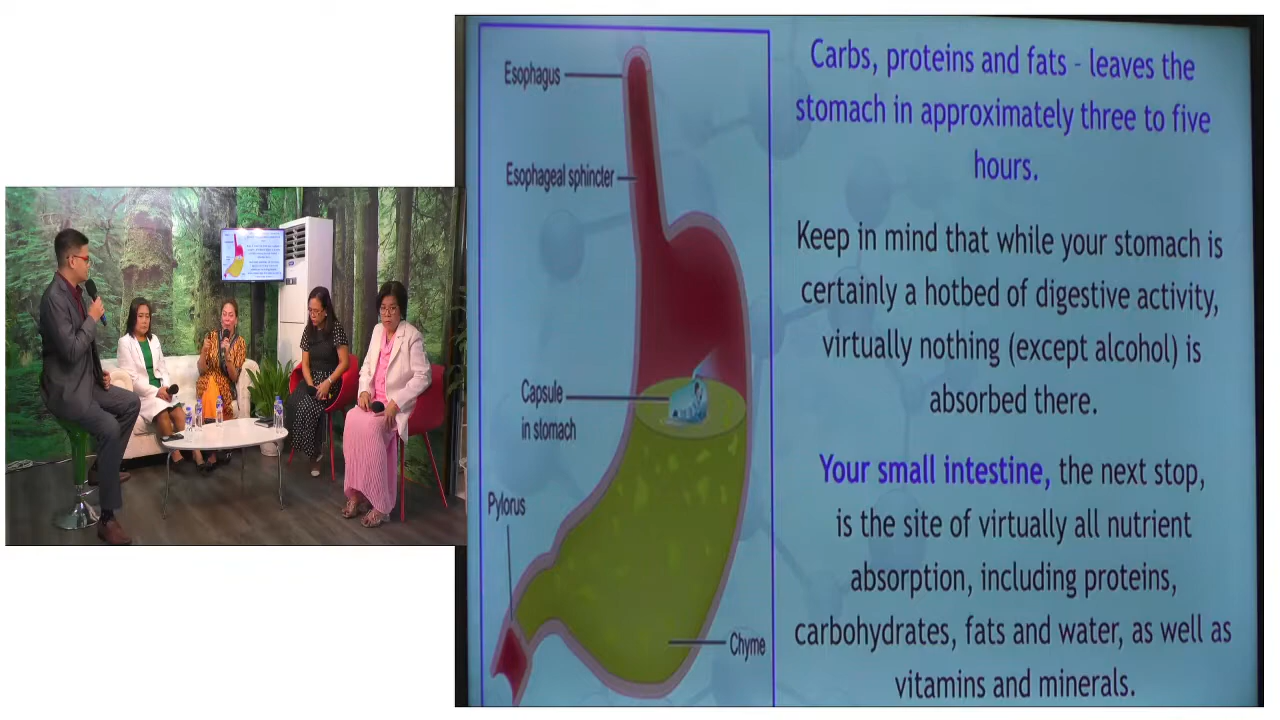 Esophagus
Esophageal sphincter
Capsule
in stomach
Pylorus
Chyme
Carbs, proteins and fats - leaves the
stomach in approximately three to five
hours.
Keep in mind that while your stomach is
certainly a hotbed of digestive activity,
virtually nothing (except alcohol) is
absorbed there.
Your small intestine, the next stop,
is the site of virtually all nutrient
absorption, including proteins,
carbohydrates, fats and water, as well as
vitamins and minerals.